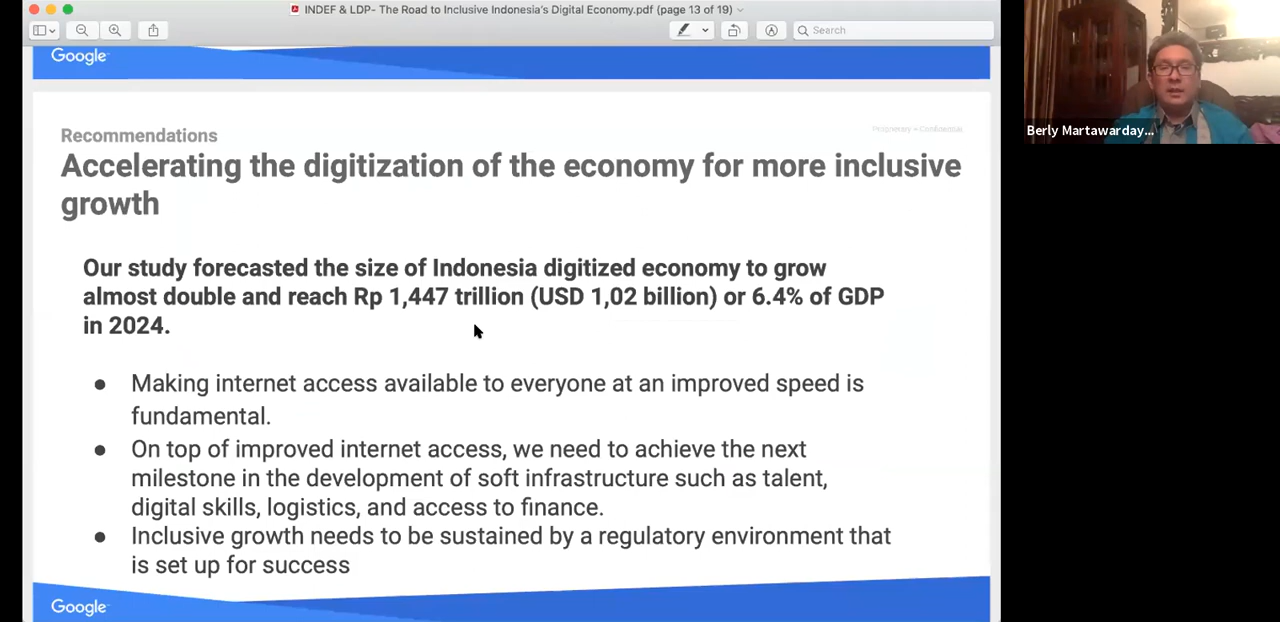 INDEF & LDP- The Road to Inclusive Indonesia's Digital Economy.pdf (page 13 of 19)
Search
Google
Proprietary + Confidential
Recommendations
Accelerating the digitization of the economy for more inclusive
growth
Our study forecasted the size of Indonesia digitized economy to grow
almost double and reach Rp 1,447 trillion (USD 1,02 billion) or 6.4% of GDP
in 2024.
● Making internet access available to everyone at an improved speed is
fundamental.
● On top of improved internet access, we need to achieve the next
milestone in the development of soft infrastructure such as talent,
digital skills, logistics, and access to finance.
● Inclusive growth needs to be sustained by a regulatory environment that
is set up for success
Google
Berly Martawarday...